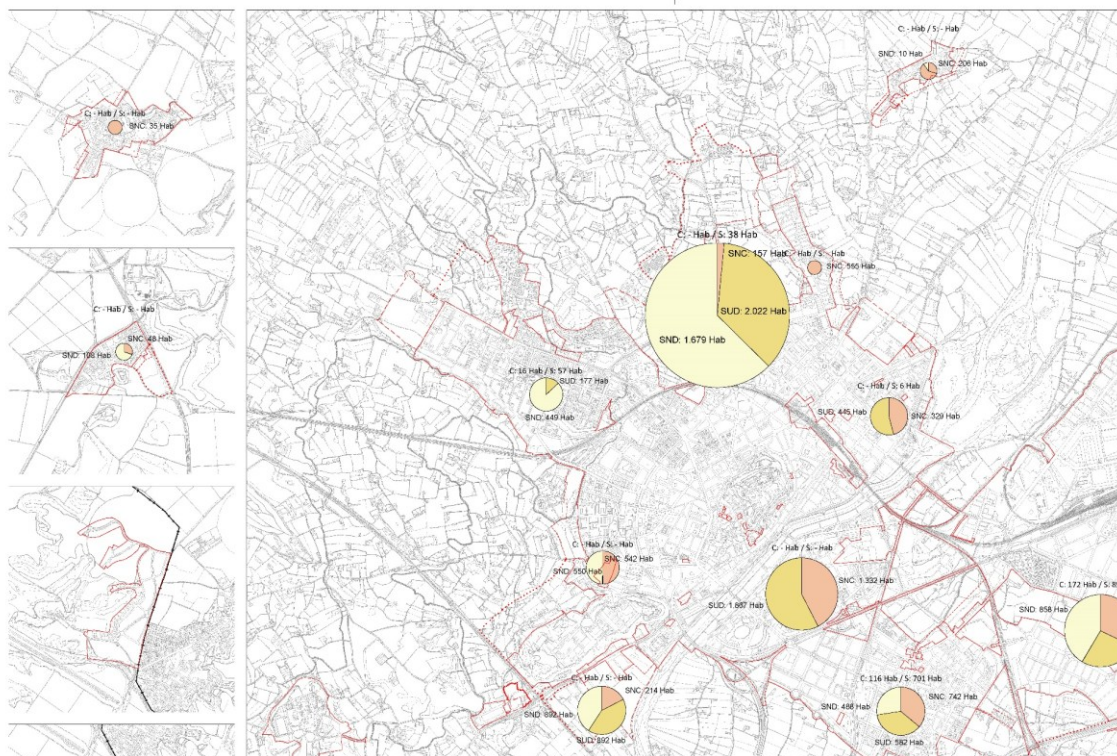 C: - Hab / S: - Hab
SNC: 35 Hab
C: - Hab / S: - Hab
SNC: 48 Hab
SND: 108 Hab
C: - Hab / S: - Hab
SND: 10 Hab
SNC: 206 Hab
C: - Hab / S: 38 Hab
SNC: 157 Hab
SUD: 2.022 Hab
SND: 1.679 Hab
C: - Hab / S: - Hab
SNC: 555 Hab
C: 16 Hab / S: 57 Hab
SUD: 177 Hab
SND: 449 Hab
C: - Hab / S: 6 Hab
SUD: 445 Hab
SNC: 329 Hab
C: - Hab / S: - Hab
SNC: 542 Hab
SND: 550 Hab
C: - Hab / S: - Hab
SNC: 1.332 Hab
SUD: 1.807 Hab
C: 172 Hab / S:
SND: 858 Hab
C: - Hab / S: - Hab
SNC: 214 Hab
SND: 892 Hab
SUD: 892 Hab
C: 116 Hab / S: 701 Hab
SNC: 742 Hab
SND: 488 Hab
SUD: 582 Hab